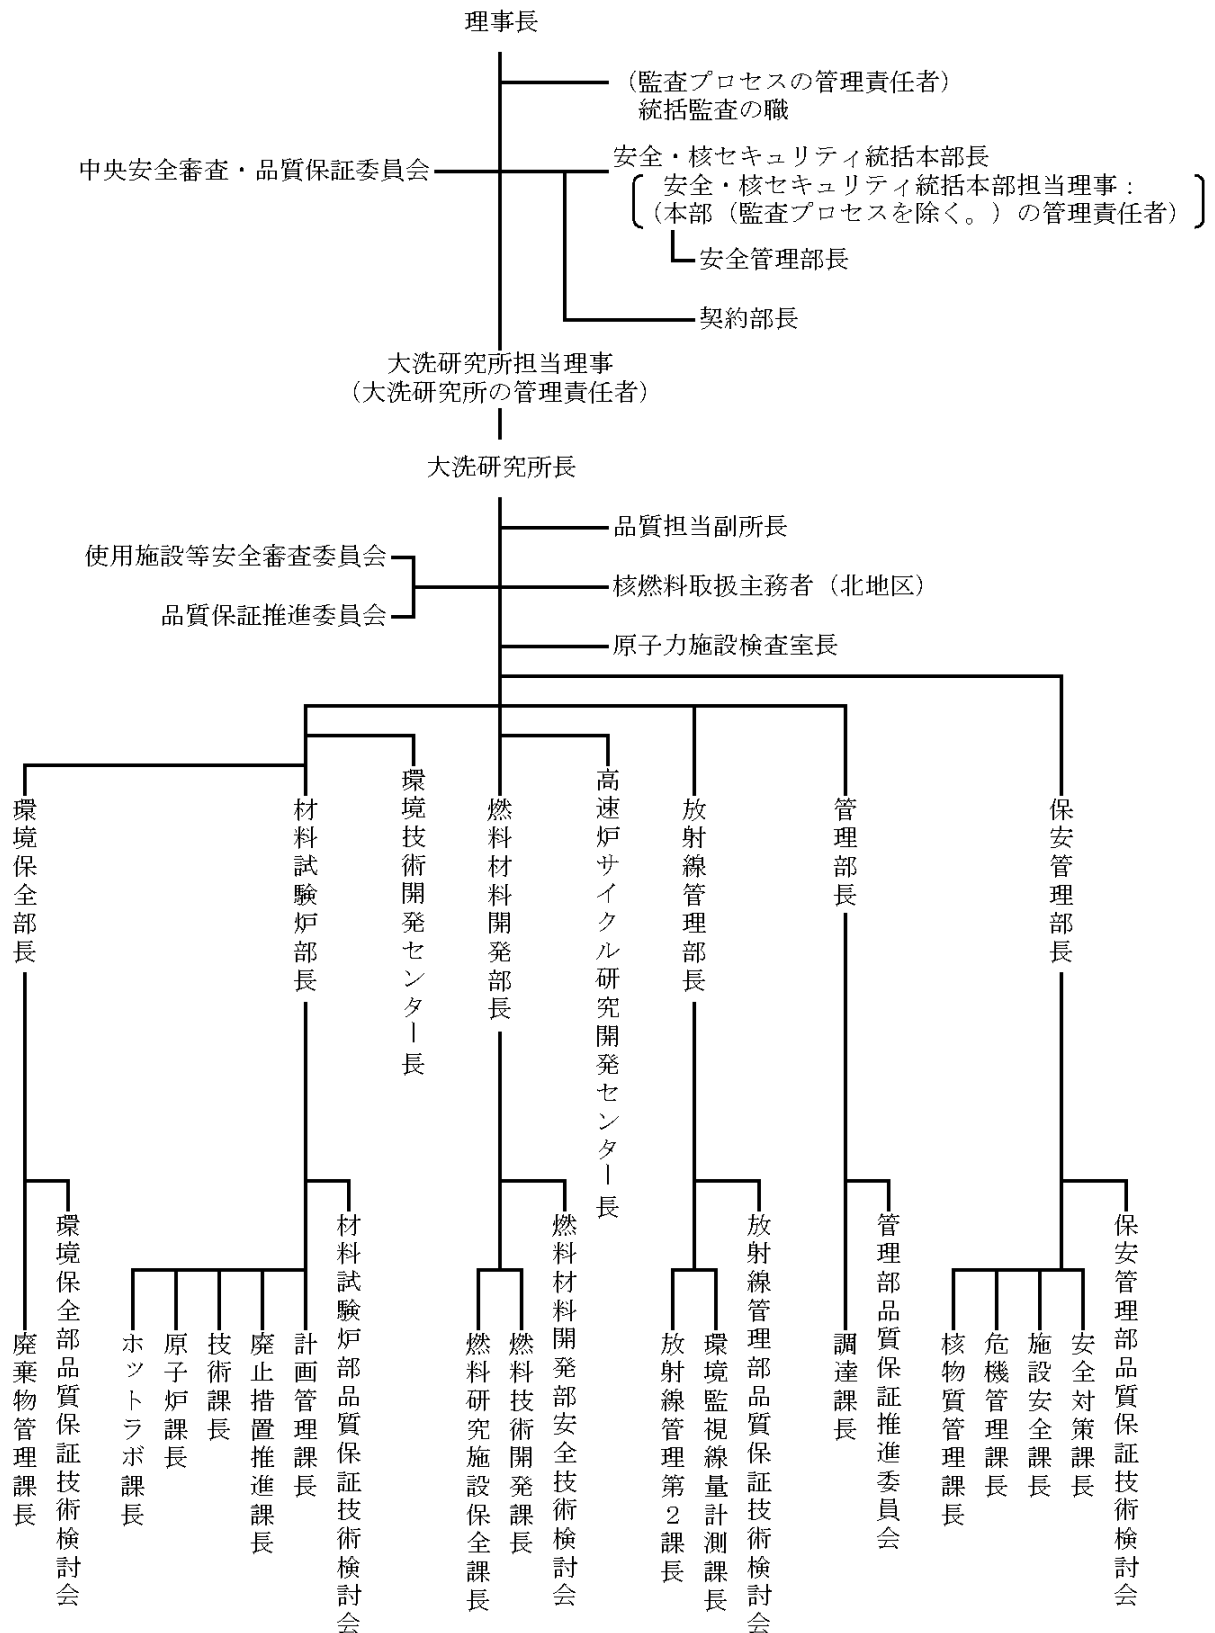 理事長
（監査プロセスの管理責任者）
統括監査の職
中央安全審査・品質保証委員会
安全・核セキュリティ統括本部長
安全・核セキュリティ統括本部担当理事：
（本部（監査プロセスを除く。）の管理責任者）
安全管理部長
契約部長
大洗研究所担当理事
（大洗研究所の管理責任者）
大洗研究所長
品質担当副所長
使用施設等安全審査委員会
核燃料取扱主務者（北地区）
品質保証推進委員会
原子力施設検査室長
環境保全部長
材料試験炉部長
環境技術開発センター長
燃料材料開発部長
高速炉サイクル研究開発センター長
放射線管理部長
管理部長
保安管理部長
廃棄物管理課長
環境保全部品質保証技術検討会
ホットラボ課長
原子炉課長
技術課長
廃止措置推進課長
計画管理課長
材料試験炉部品質保証技術検討会
燃料研究施設保全課長
燃料技術開発課長
燃料材料開発部安全技術検討会
放射線管理第２課長
環境監視線量計測課長
放射線管理部品質保証技術検討会
調達課長
管理部品質保証推進委員会
核物質管理課長
危機管理課長
施設安全課長
安全対策課長
保安管理部品質保証技術検討会